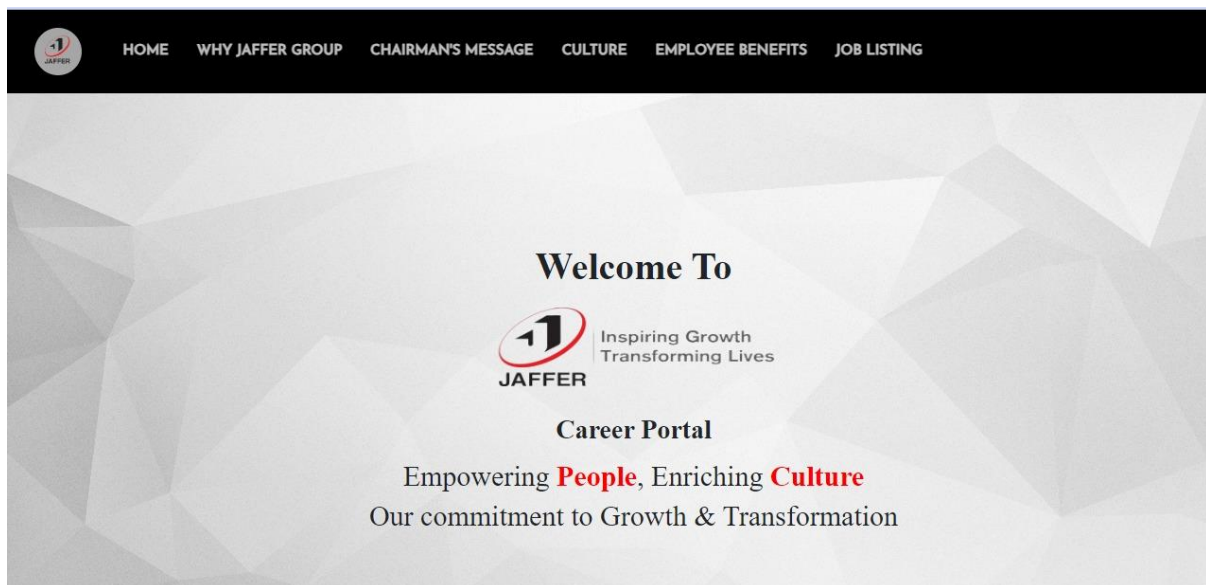 JAFFER
HOME WHY JAFFER GROUP CHAIRMAN'S MESSAGE CULTURE EMPLOYEE BENEFITS JOB LISTING
Welcome To
Inspiring Growth
Transforming Lives
JAFFER
Career Portal
Empowering People, Enriching Culture
Our commitment to Growth & Transformation